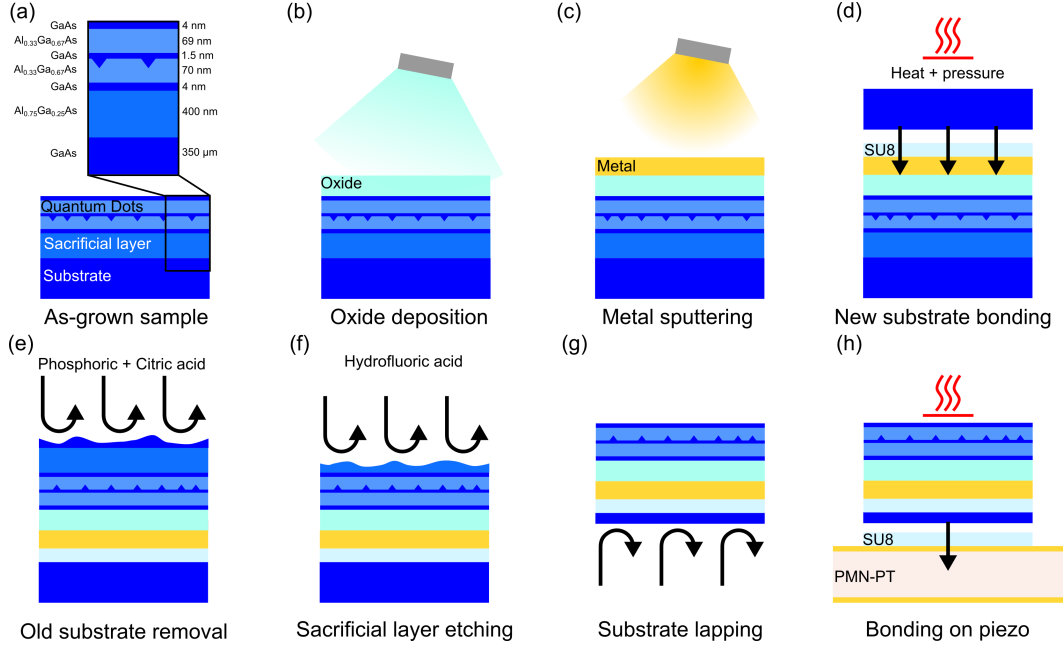 (a)
GaAs 4 nm
Al0.33Ga0.67As 69 nm
GaAs 1.5 nm
Al0.33Ga0.67As 70 nm
GaAs 4 nm
Al0.75Ga0.25As 400 nm
GaAs 350 µm
Quantum Dots
Sacrificial layer
Substrate
As-grown sample
(b)
Oxide
Oxide deposition
(c)
Metal
Metal sputtering
(d)
Heat + pressure
SU8
New substrate bonding
(e)
Phosphoric + Citric acid
Old substrate removal
(f)
Hydrofluoric acid
Sacrificial layer etching
(g)
Substrate lapping
(h)
SU8
PMN-PT
Bonding on piezo